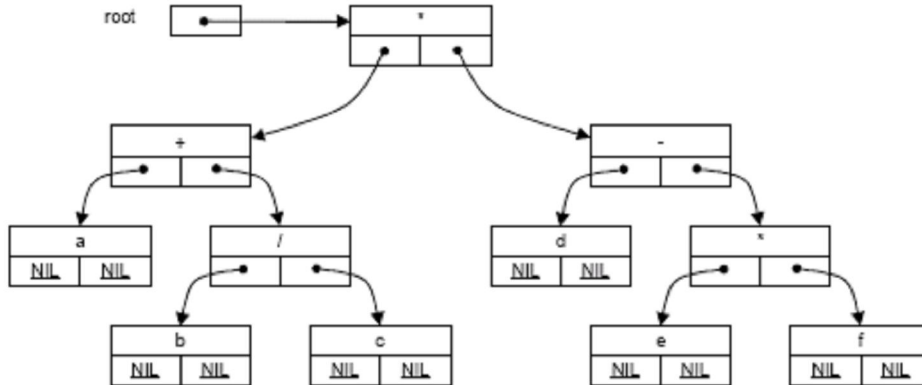 root *
+ -
a / d *
NIL NIL NIL NIL
b c e f
NIL NIL NIL NIL NIL NIL NIL NIL